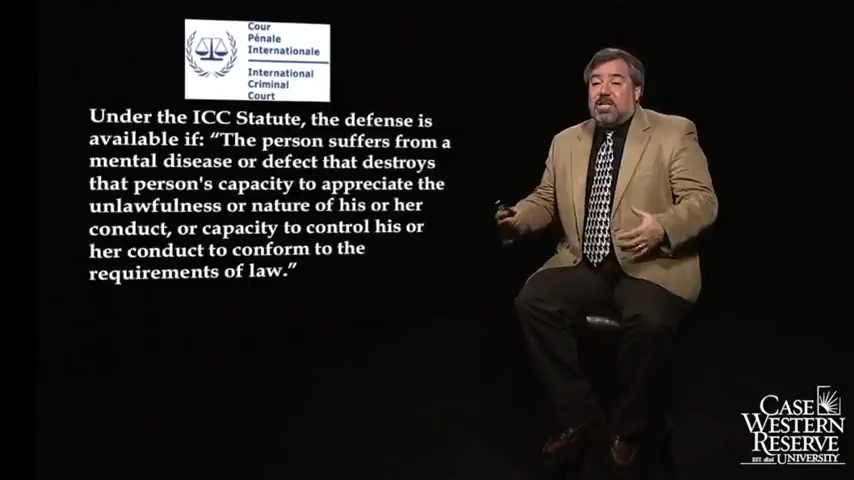 Cour
Pénale
Internationale
International
Criminal
Court
Under the ICC Statute, the defense is
available if: “The person suffers from a
mental disease or defect that destroys
that person's capacity to appreciate the
unlawfulness or nature of his or her
conduct, or capacity to control his or
her conduct to conform to the
requirements of law.”
CASE
WESTERN
RESERVE
EST. 1826 UNIVERSITY